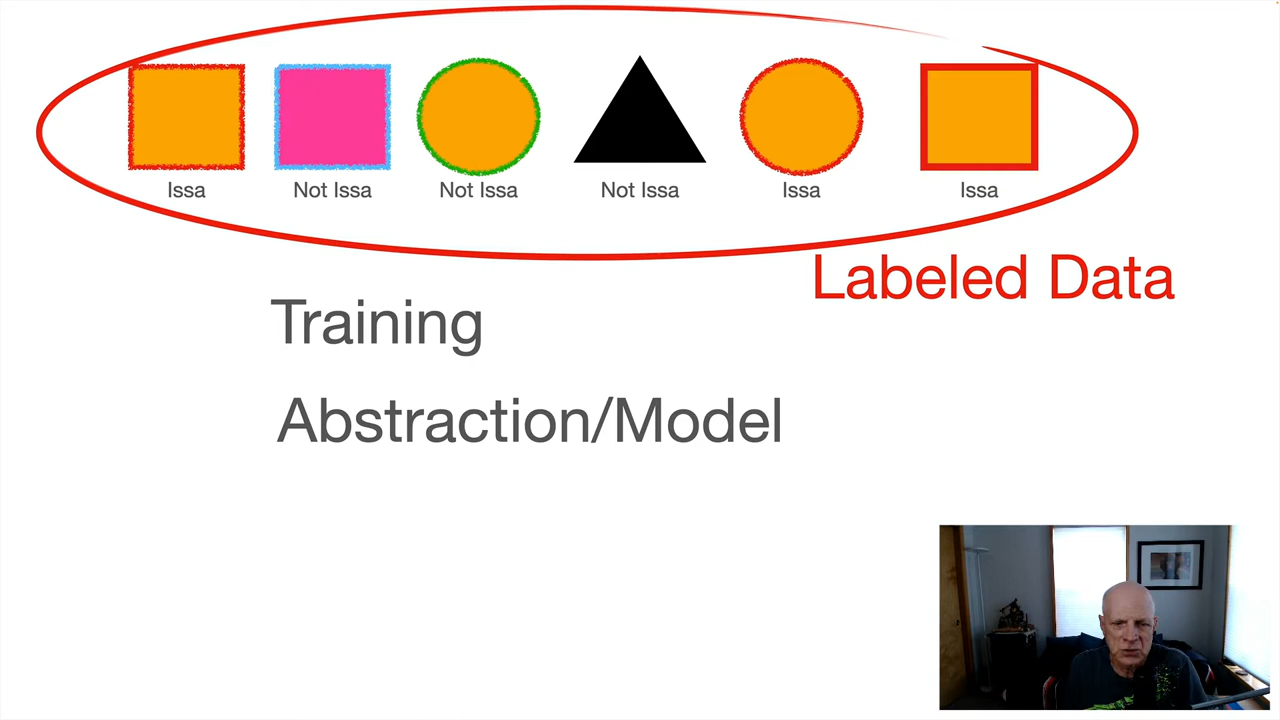 Issa
Not Issa
Not Issa
Not Issa
Issa
Issa
Labeled Data
Training
Abstraction/Model